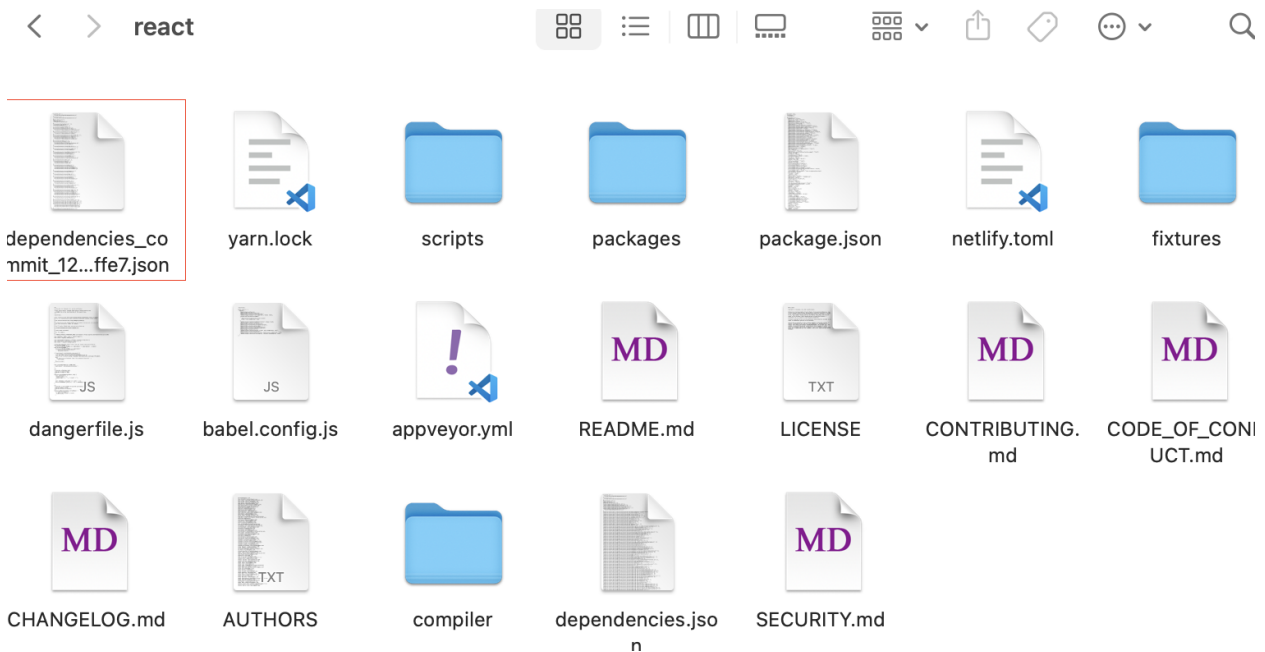 react
dependencies_co
mmit_12...ffe7.json
yarn.lock
scripts
packages
package.json
netlify.toml
fixtures
JS
dangerfile.js
JS
babel.config.js
appveyor.yml
MD
README.md
TXT
LICENSE
MD
CONTRIBUTING.
md
MD
CODE_OF_CON
UCT.md
MD
CHANGELOG.md
TXT
AUTHORS
compiler
dependencies.jso
n
MD
SECURITY.md